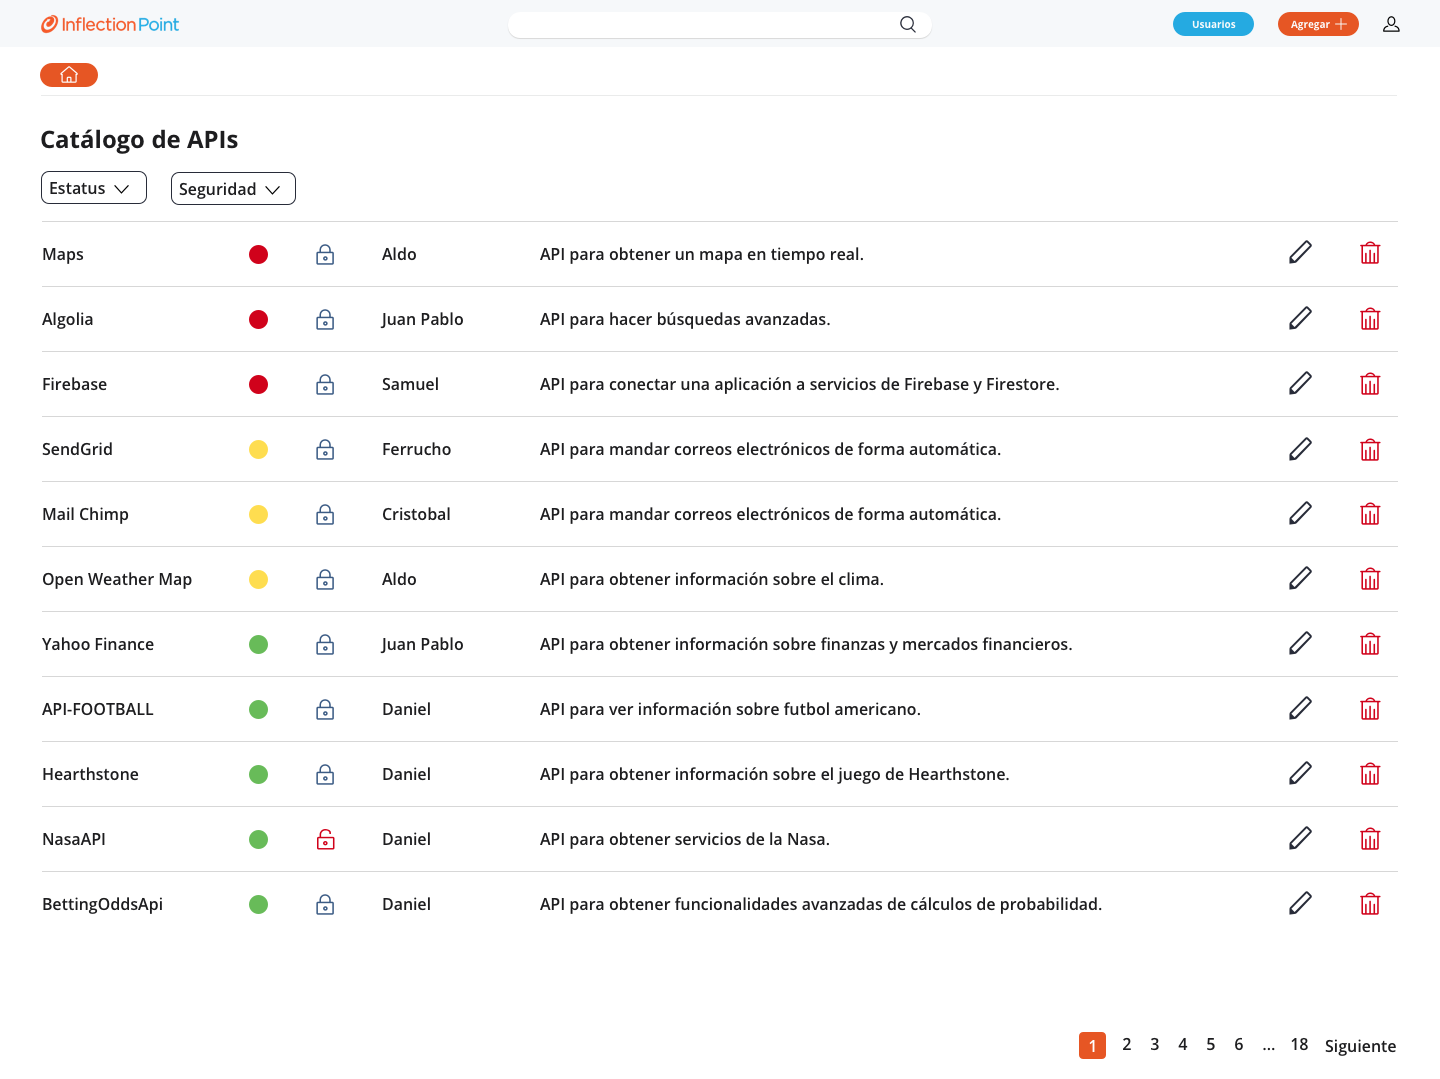 InflectionPoint
Usuarios
Agregar
Catálogo de APIs
Estatus
Seguridad
Maps Aldo API para obtener un mapa en tiempo real.
Algolia Juan Pablo API para hacer búsquedas avanzadas.
Firebase Samuel API para conectar una aplicación a servicios de Firebase y Firestore.
SendGrid Ferrucho API para mandar correos electrónicos de forma automática.
Mail Chimp Cristobal API para mandar correos electrónicos de forma automática.
Open Weather Map Aldo API para obtener información sobre el clima.
Yahoo Finance Juan Pablo API para obtener información sobre finanzas y mercados financieros.
API-FOOTBALL Daniel API para ver información sobre futbol americano.
Hearthstone Daniel API para obtener información sobre el juego de Hearthstone.
NasaAPI Daniel API para obtener servicios de la Nasa.
BettingOddsApi Daniel API para obtener funcionalidades avanzadas de cálculos de probabilidad.
1 2 3 4 5 6 ... 18 Siguiente